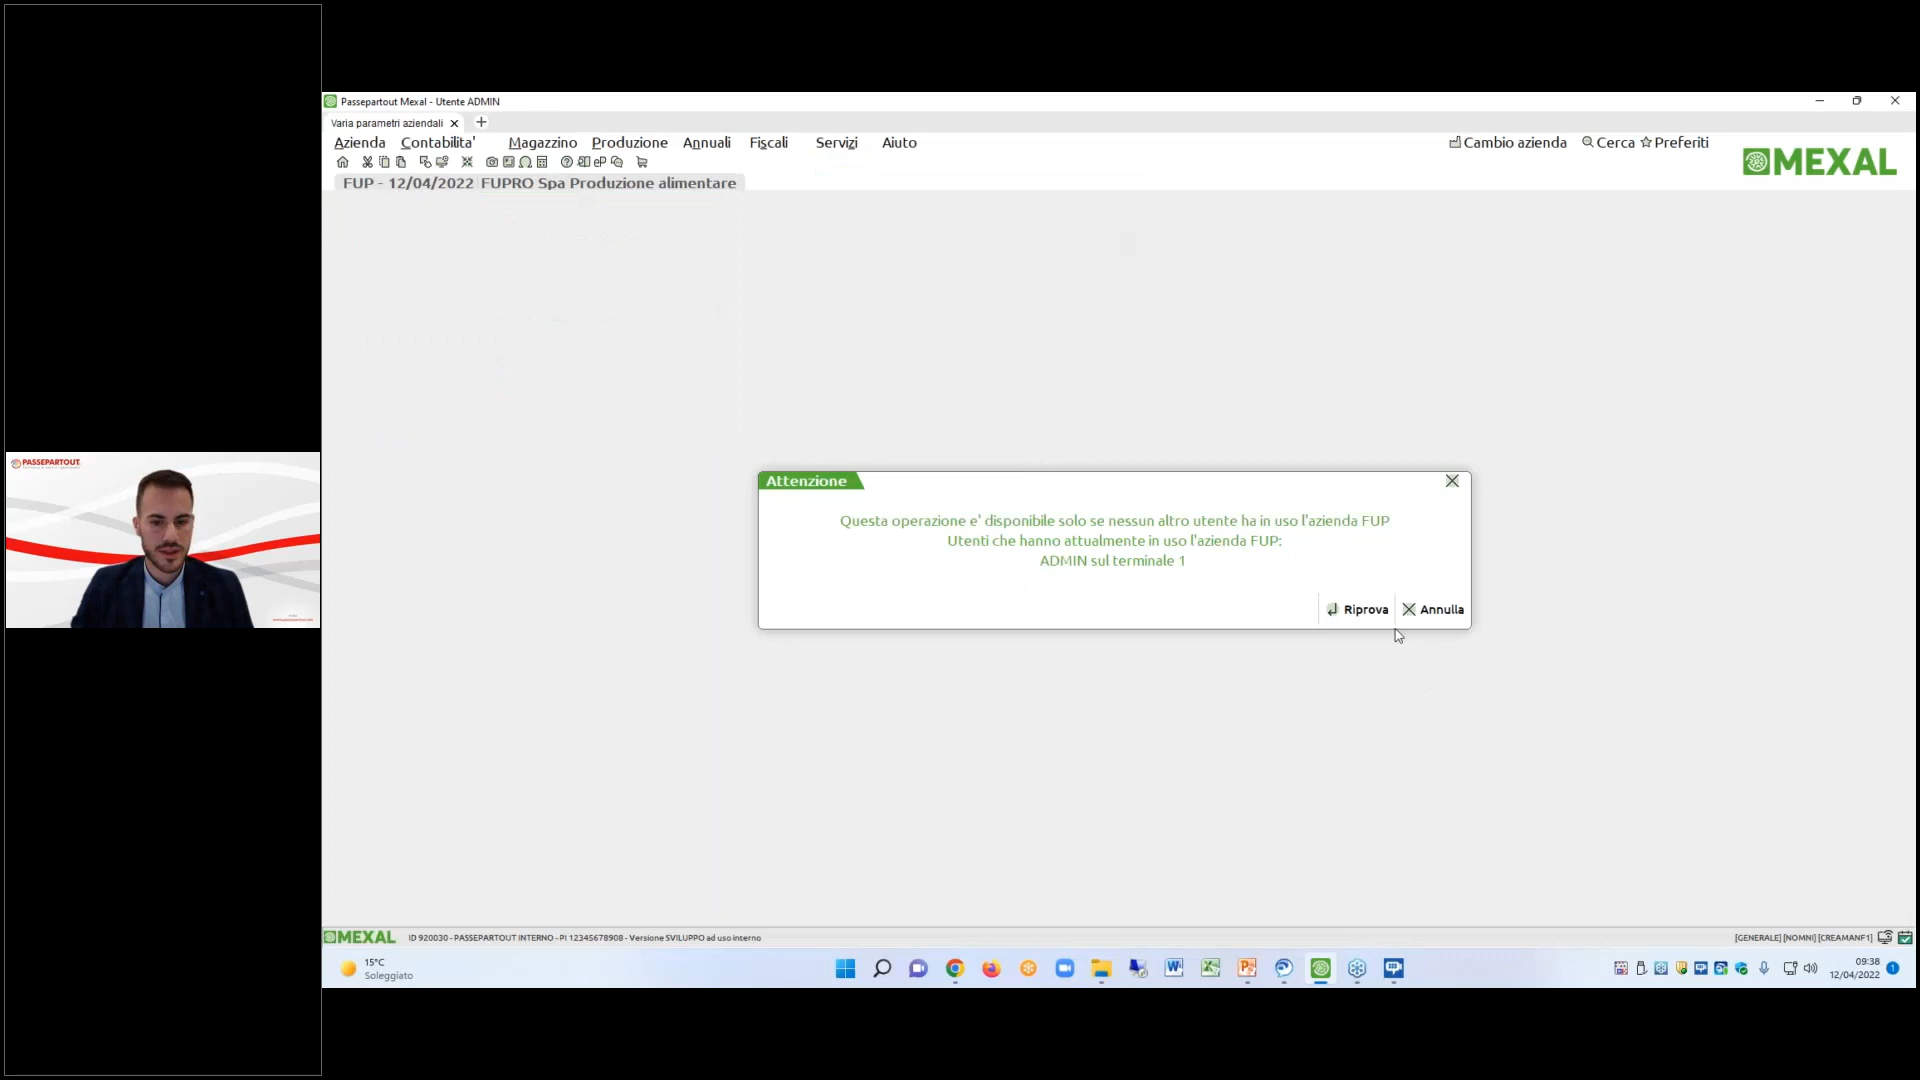 Passepartout Mexal - Utente ADMIN
Varia parametri aziendali
Azienda Contabilita' Magazzino Produzione Annuali Fiscali Servizi Aiuto
Cambio azienda Cerca Preferiti
MEXAL
FUP - 12/04/2022 FUPRO Spa Produzione alimentare
PASSEPARTOUT
Attenzione
Questa operazione e' disponibile solo se nessun altro utente ha in uso l'azienda FUP
Utenti che hanno attualmente in uso l'azienda FUP:
ADMIN sul terminale 1
Riprova Annulla
MEXAL ID 920030 - PASSEPARTOUT INTERNO - PI 12345678908 - Versione SVILUPPO ad uso interno
[GENERALE] [NOMNI] [CREAMANF1]
15°C
Soleggiato
09:38
12/04/2022
1